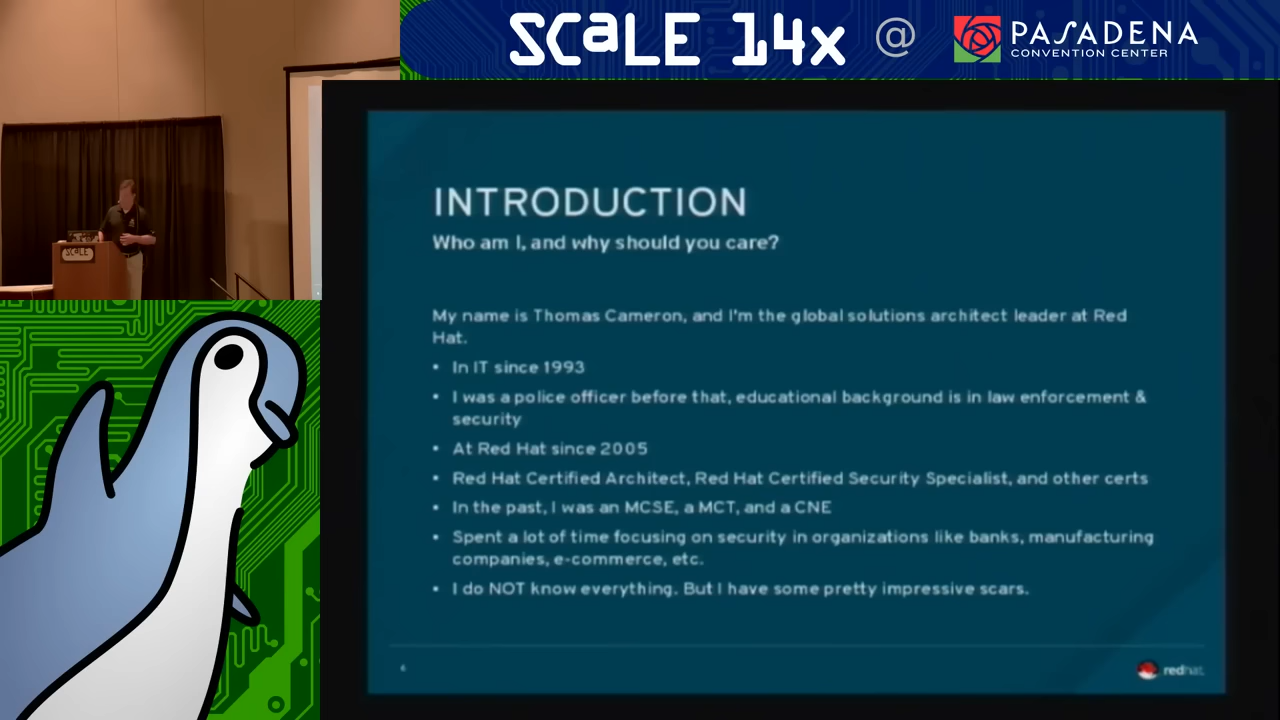 SCaLE 14x @ PASADENA
CONVENTION CENTER
SCALE
INTRODUCTION
Who am I, and why should you care?
My name is Thomas Cameron, and I'm the global solutions architect leader at Red
Hat.
• In IT since 1993
• I was a police officer before that, educational background is in law enforcement &
security
• At Red Hat since 2005
• Red Hat Certified Architect, Red Hat Certified Security Specialist, and other certs
• In the past, I was an MCSE, a MCT, and a CNE
• Spent a lot of time focusing on security in organizations like banks, manufacturing
companies, e-commerce, etc.
• I do NOT know everything. But I have some pretty impressive scars.
6
redhat